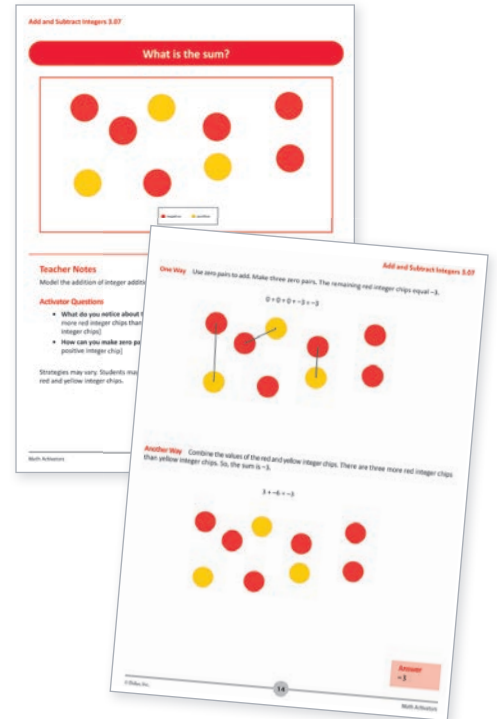 Add and Subtract Integers 3.07
What is the sum?
negative positive
Teacher Notes
Model the addition of integer additi
Activator Questions
• What do you notice about t
more red integer chips than
integer chips]
• How can you make zero pa
positive integer chip]
Strategies may vary. Students may
red and yellow integer chips.
Math Activators
Add and Subtract Integers 3.07
One Way Use zero pairs to add. Make three zero pairs. The remaining red integer chips equal –3.
0 + 0 + 0 + –3 = –3
Another Way Combine the values of the red and yellow integer chips. There are three more red integer chips
than yellow integer chips. So, the sum is –3.
3 + –6 = –3
Answer
–3
14
Math Activators